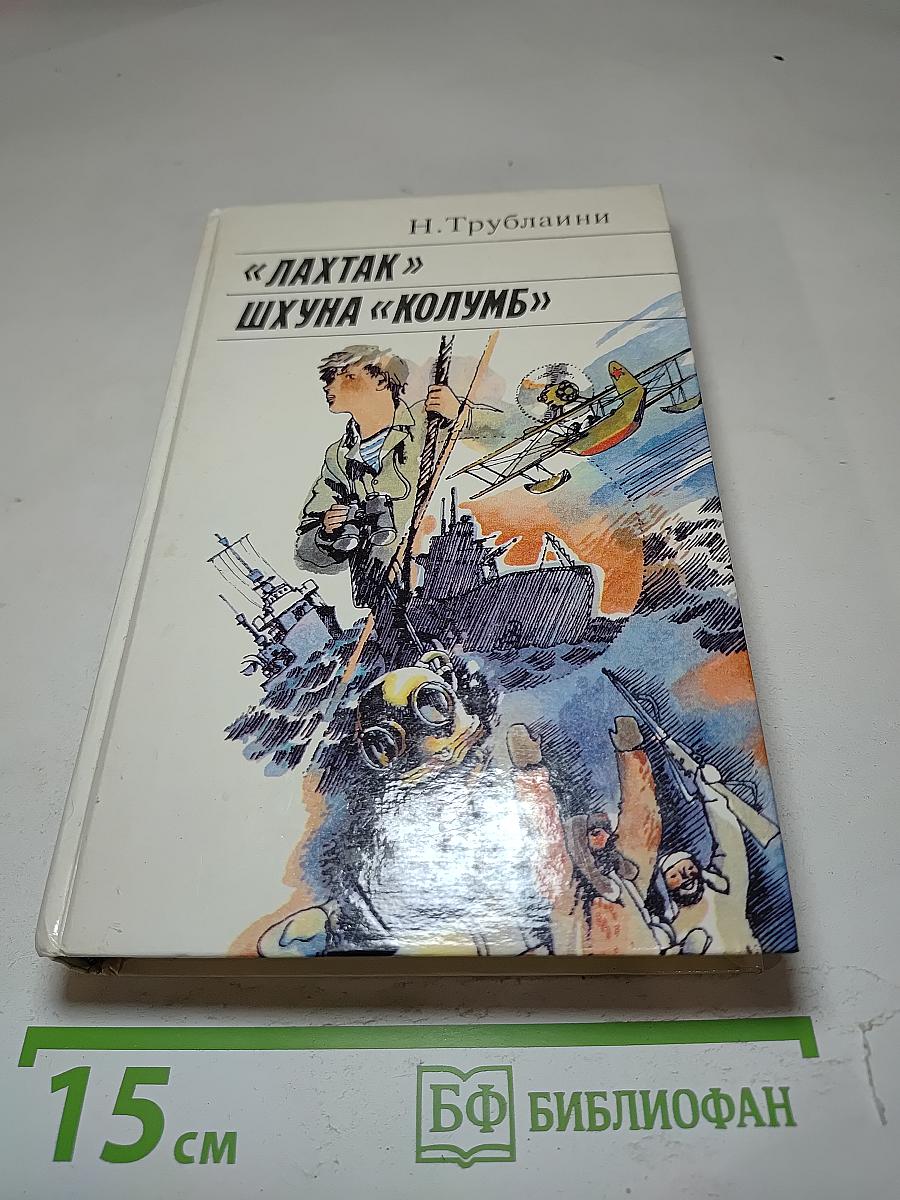 Н. Трублаини
«ЛАХТАК»
ШХУНА «КОЛУМБ»
15 см
БФ БИБЛИОФАН